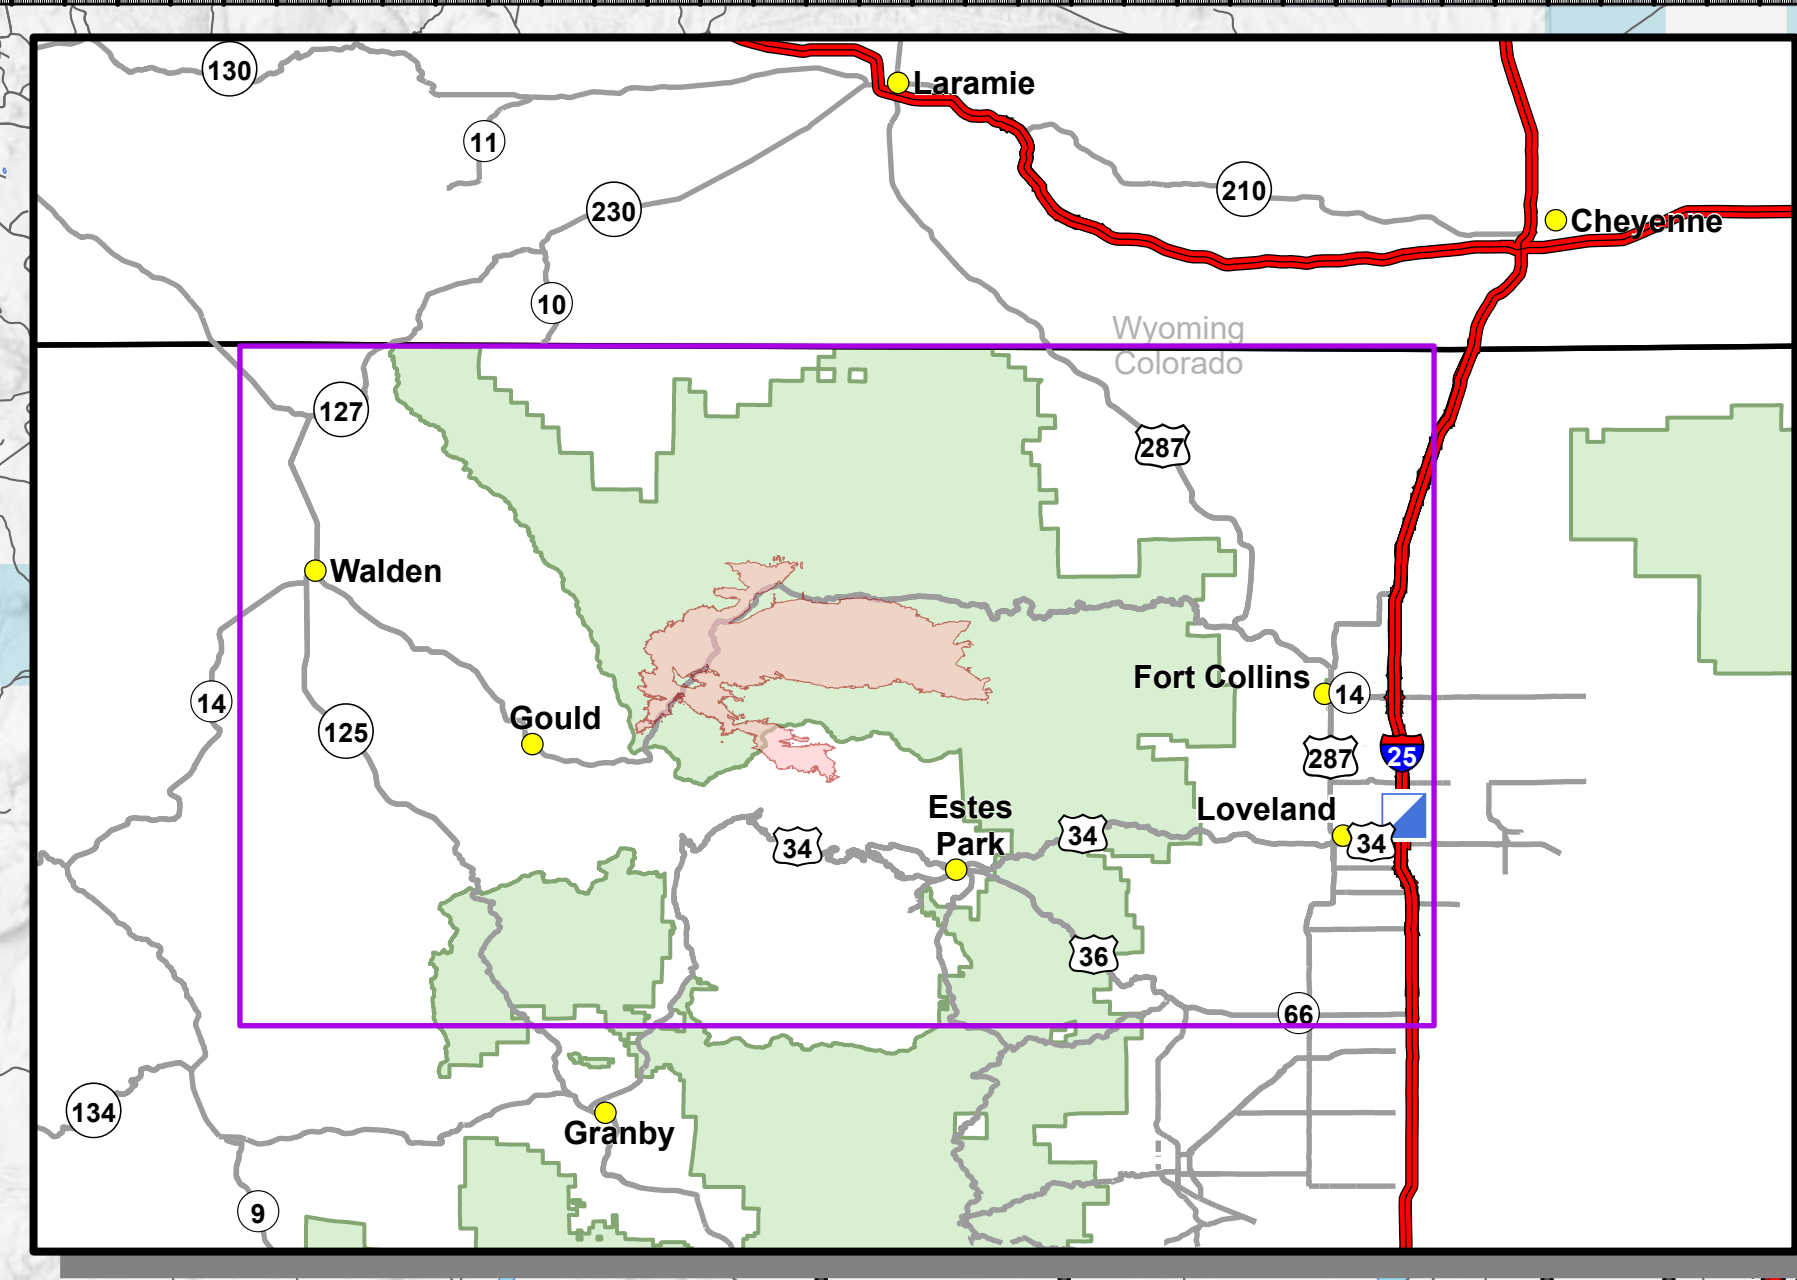 130
Laramie
11
210
230
Cheyenne
10
Wyoming
Colorado
127
287
Walden
Fort Collins
14
14
Gould
125
287
25
Estes
Park
Loveland
34
34
34
36
66
134
Granby
9